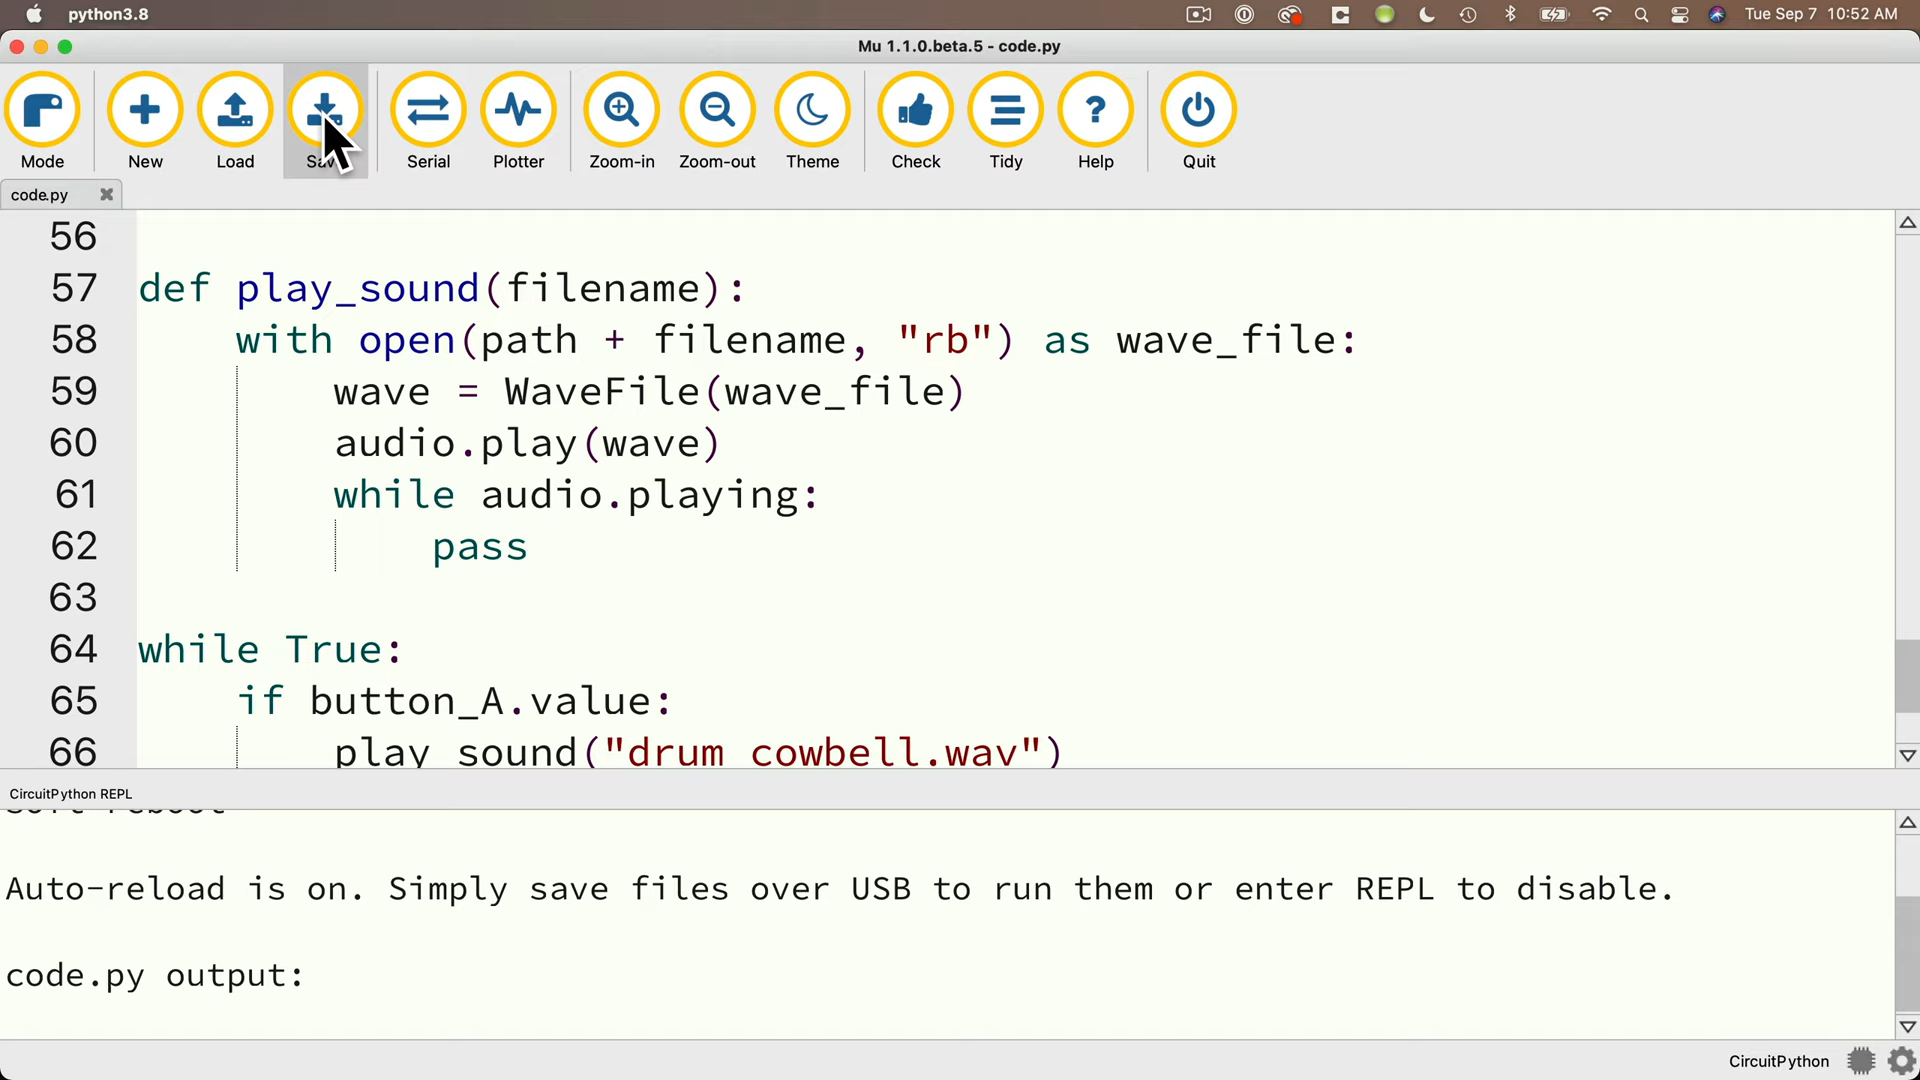 python3.8 Tue Sep 7 10:52 AM
Mu 1.1.0.beta.5 - code.py
Mode New Load Save Serial Plotter Zoom-in Zoom-out Theme Check Tidy Help Quit
code.py
56
57 def play_sound(filename):
58 with open(path + filename, "rb") as wave_file:
59 wave = WaveFile(wave_file)
60 audio.play(wave)
61 while audio.playing:
62 pass
63
64 while True:
65 if button_A.value:
66 play_sound("drum_cowbell.wav")
CircuitPython REPL
soft reboot
Auto-reload is on. Simply save files over USB to run them or enter REPL to disable.
code.py output:
CircuitPython